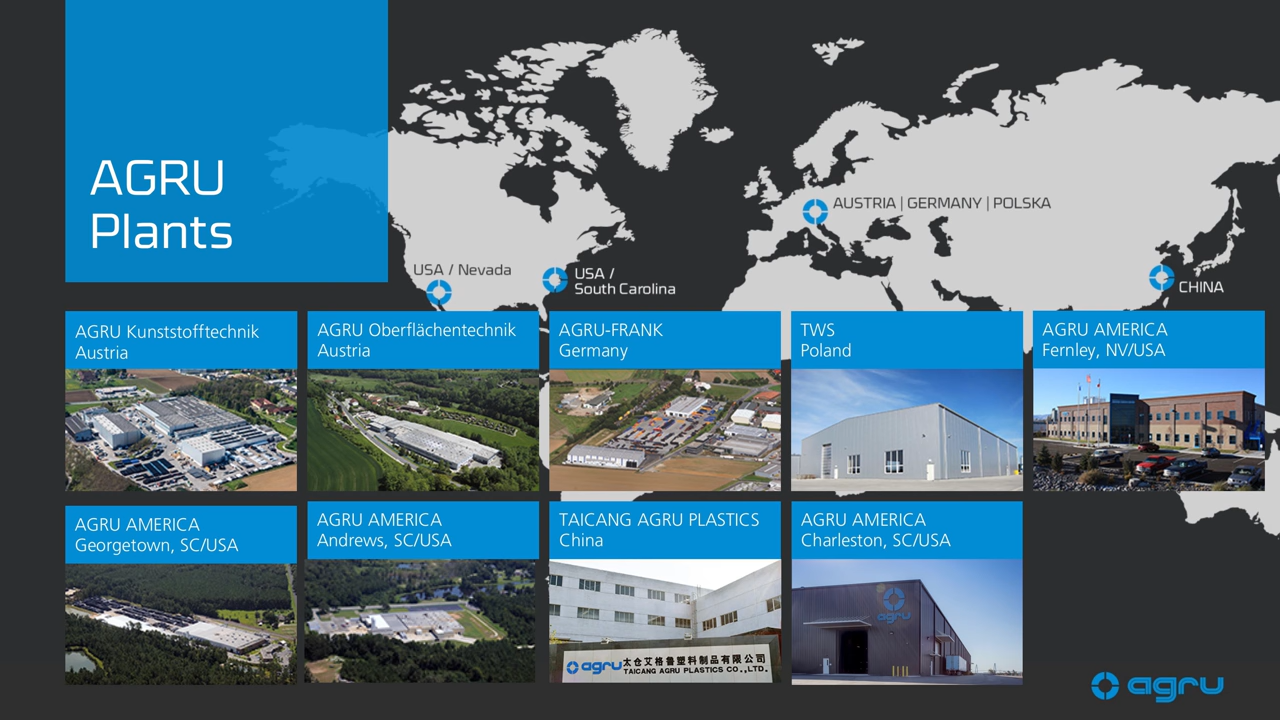 AGRU
Plants
AUSTRIA | GERMANY | POLSKA
USA / Nevada
USA /
South Carolina
CHINA
AGRU Kunststofftechnik
Austria
AGRU Oberflächentechnik
Austria
AGRU-FRANK
Germany
TWS
Poland
AGRU AMERICA
Fernley, NV/USA
AGRU AMERICA
Georgetown, SC/USA
AGRU AMERICA
Andrews, SC/USA
TAICANG AGRU PLASTICS
China
agru 太仓艾格鲁塑料制品有限公司
TAICANG AGRU PLASTICS CO.,LTD.
AGRU AMERICA
Charleston, SC/USA
agru
agru